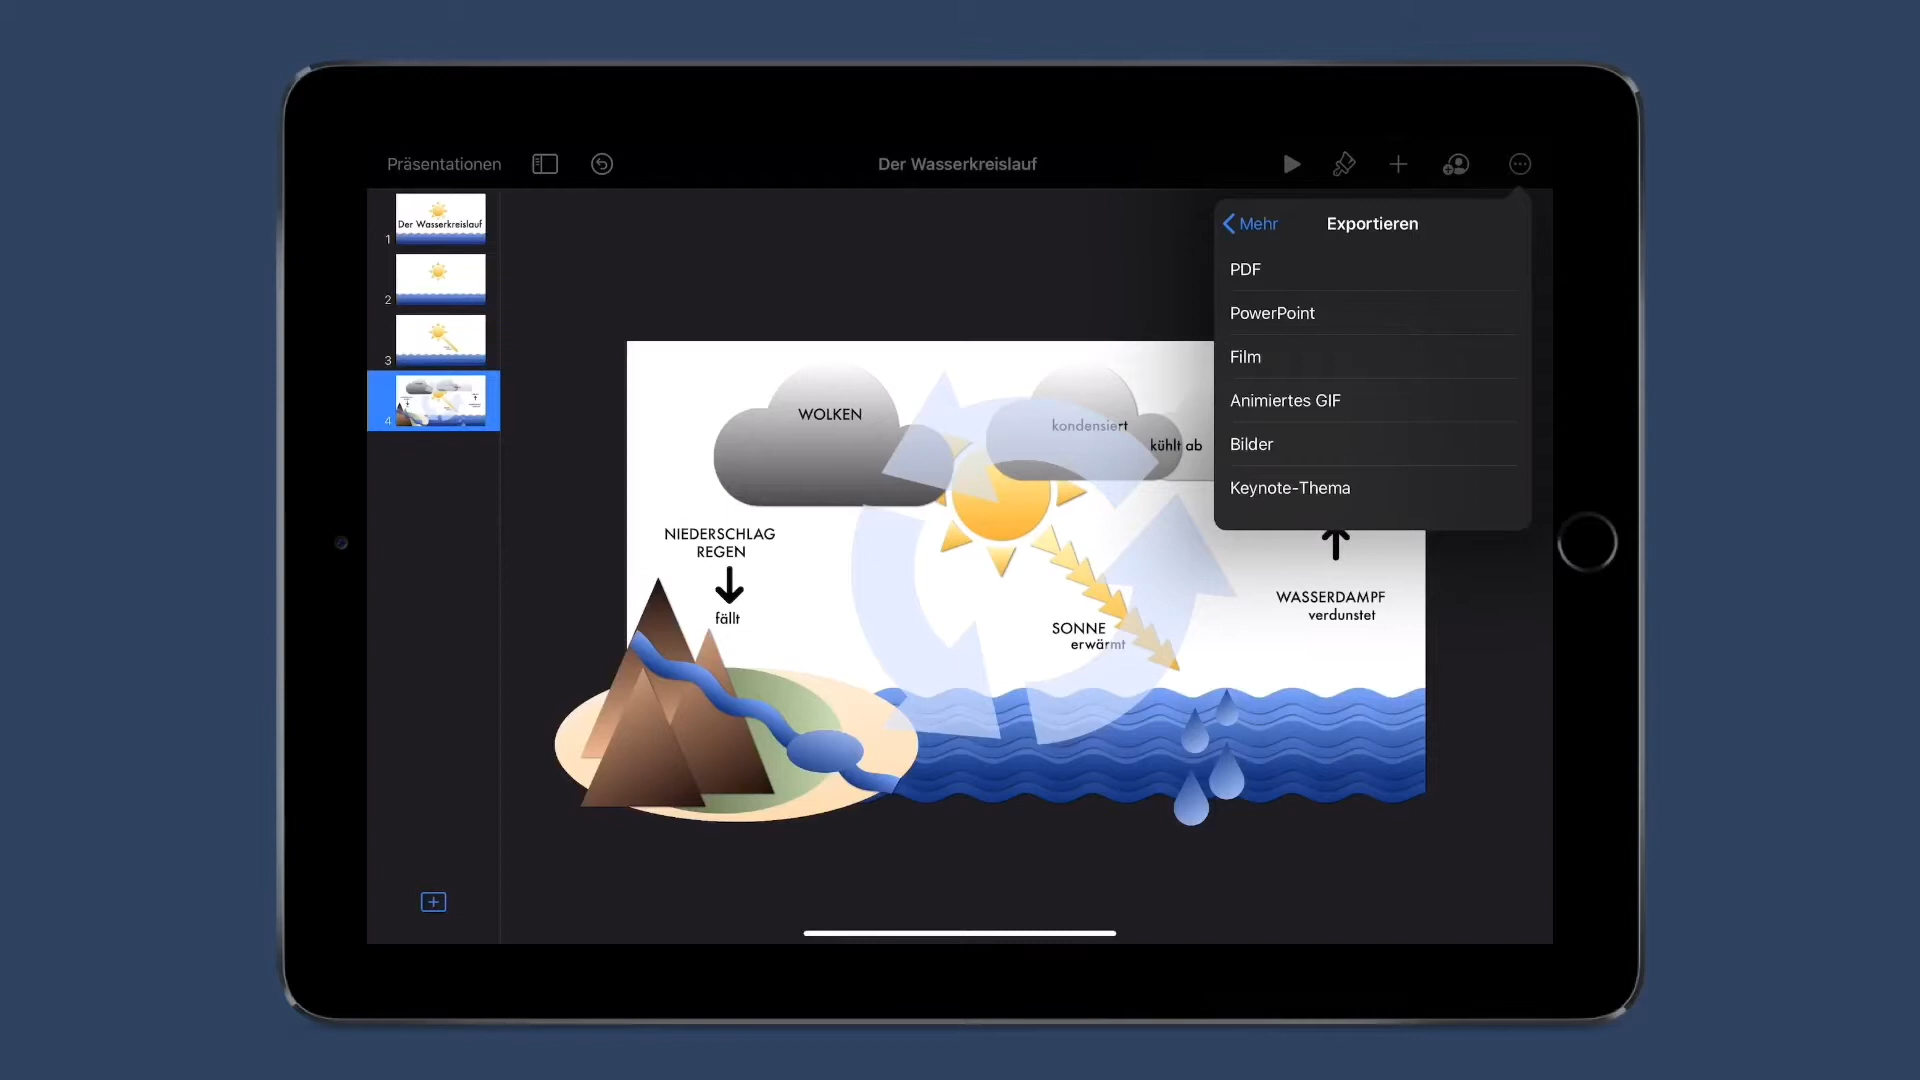 Präsentationen
Der Wasserkreislauf
Mehr
Exportieren
PDF
PowerPoint
Film
Animiertes GIF
Bilder
Keynote-Thema
1
Der Wasserkreislauf
2
3
4
WOLKEN
kondensiert
kühlt ab
NIEDERSCHLAG
REGEN
fällt
SONNE
erwärmt
WASSERDAMPF
verdunstet